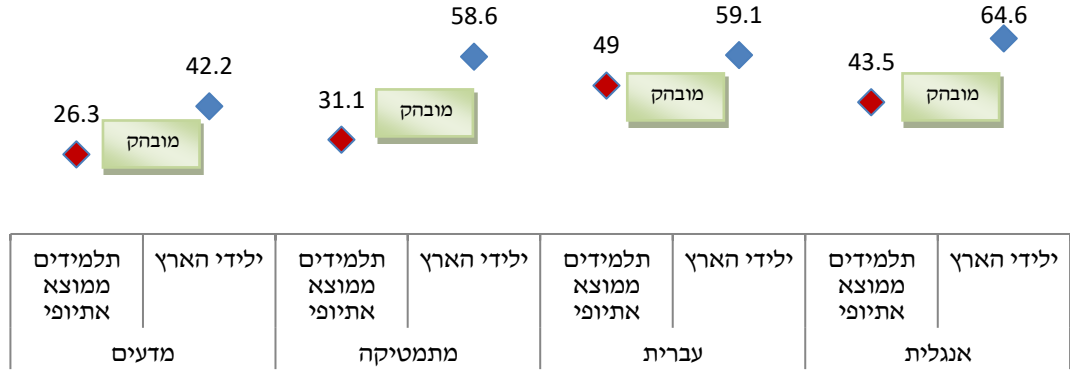 64.6
59.1
58.6
49
43.5
42.2
31.1
26.3
מובהק
מובהק
מובהק
מובהק
ילידי הארץ
תלמידים
ממוצא
אתיופי
ילידי הארץ
תלמידים
ממוצא
אתיופי
ילידי הארץ
תלמידים
ממוצא
אתיופי
ילידי הארץ
תלמידים
ממוצא
אתיופי
אנגלית
עברית
מתמטיקה
מדעים